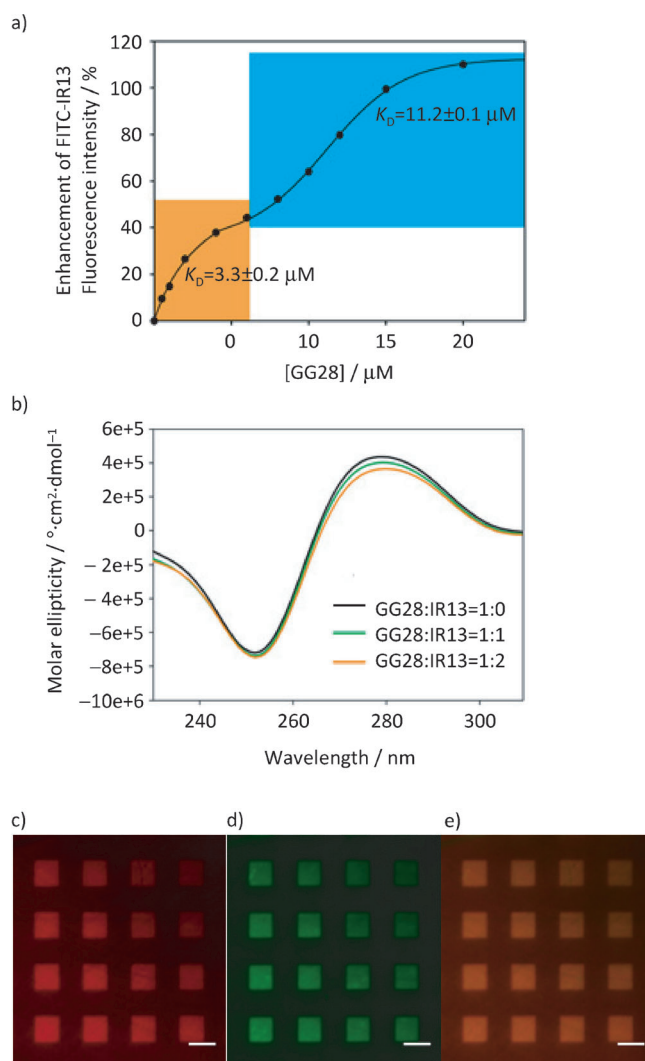 a)
120
100
80
60
40
20
0
Enhancement of FITC-IR13
Fluorescence intensity / %
K_D=11.2±0.1 μM
K_D=3.3±0.2 μM
0 10 15 20
[GG28] / μM
b)
6e+5
4e+5
2e+5
0
−2e+5
−4e+5
−6e+5
−8e+5
−10e+6
Molar ellipticity / °·cm²·dmol⁻¹
GG28:IR13=1:0
GG28:IR13=1:1
GG28:IR13=1:2
240 260 280 300
Wavelength / nm
c) d) e)